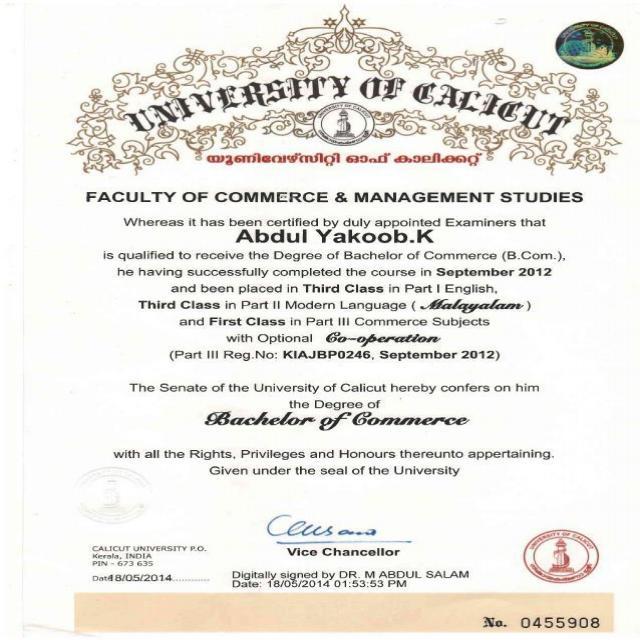 UNIVERSITY OF CALICUT
യൂണിവേഴ്സിറ്റി ഓഫ് കാലിക്കറ്റ്
FACULTY OF COMMERCE & MANAGEMENT STUDIES
Whereas it has been certified by duly appointed Examiners that
Abdul Yakoob.K
is qualified to receive the Degree of Bachelor of Commerce (B.Com.),
he having successfully completed the course in September 2012
and been placed in Third Class in Part I English,
Third Class in Part II Modern Language ( Malayalam )
and First Class in Part III Commerce Subjects
with Optional Co-operation
(Part III Reg.No: KIAJBP0246, September 2012)
The Senate of the University of Calicut hereby confers on him
the Degree of
Bachelor of Commerce
with all the Rights, Privileges and Honours thereunto appertaining.
Given under the seal of the University
Vice Chancellor
CALICUT UNIVERSITY P.O.
Kerala, INDIA
PIN - 673 635
Date18/05/2014............
Digitally signed by DR. M ABDUL SALAM
Date: 18/05/2014 01:53:53 PM
UNIVERSITY OF CALICUT
No. 0455908